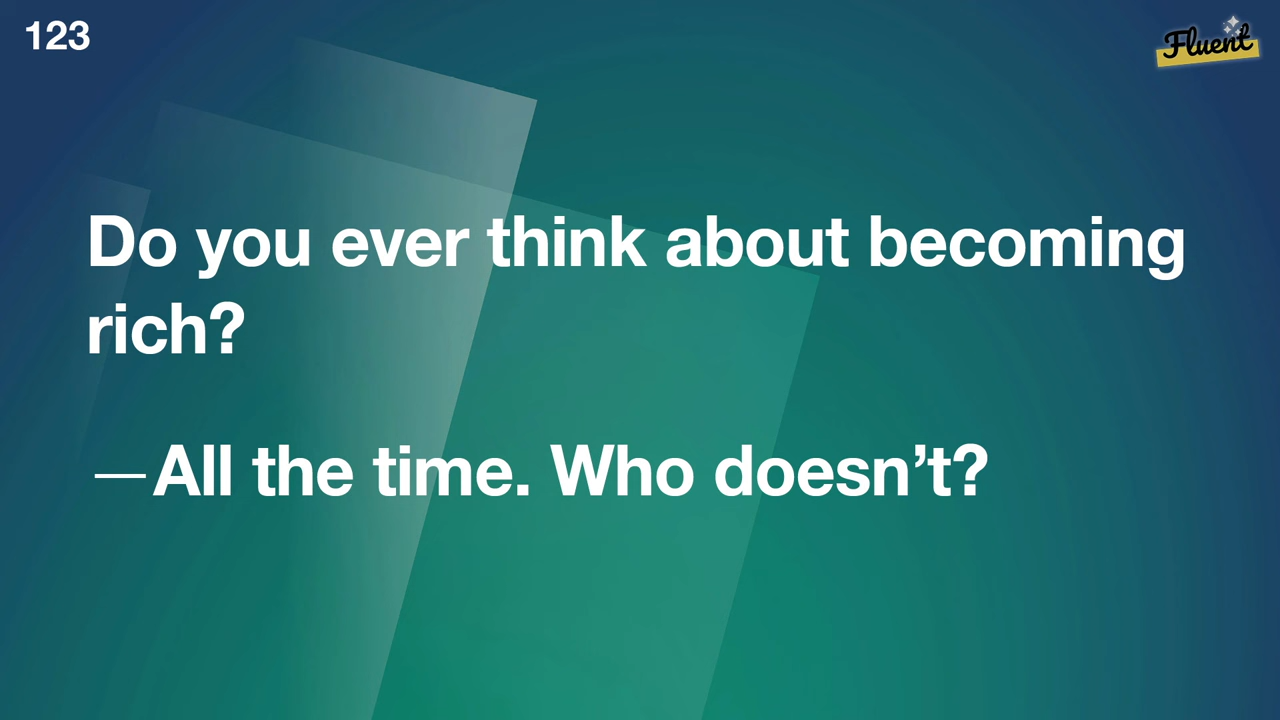 123
Fluent
Do you ever think about becoming
rich?
—All the time. Who doesn’t?